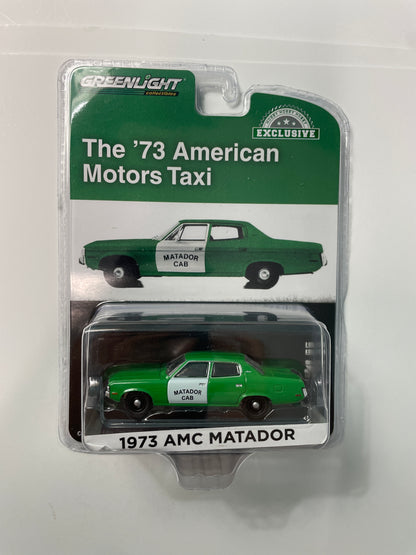 GREENLIGHT
collectibles
EXCLUSIVE
The '73 American
Motors Taxi
MATADOR
CAB
MATADOR
CAB
1973 AMC MATADOR